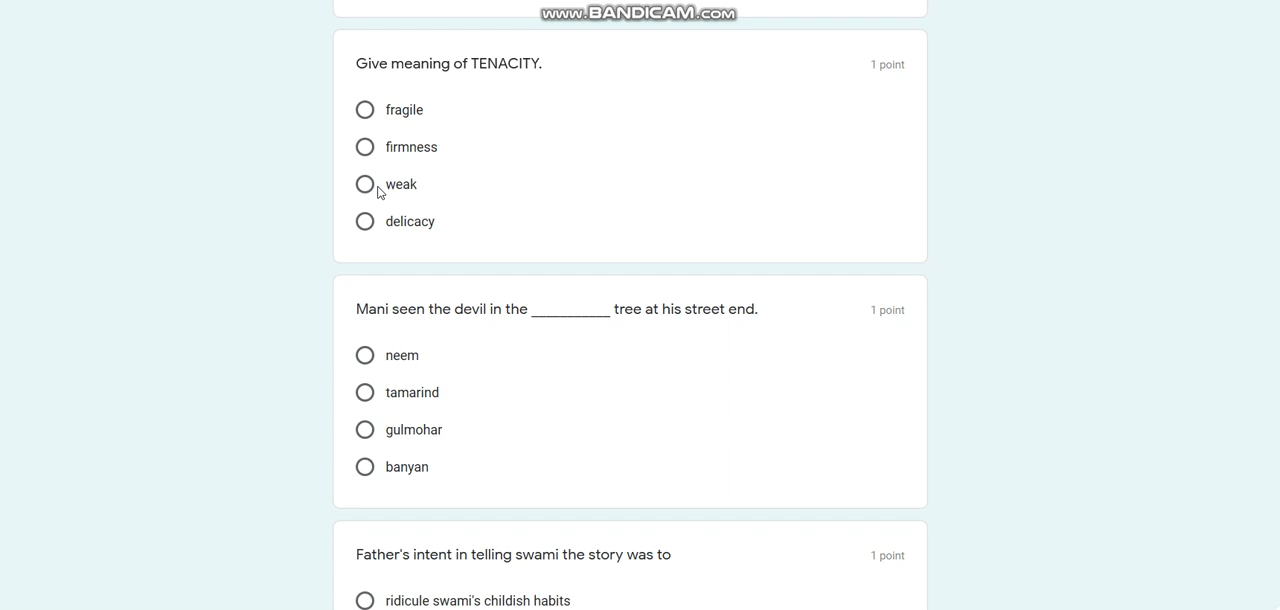 www.BANDICAM.com
Give meaning of TENACITY.
1 point
fragile
firmness
weak
delicacy
Mani seen the devil in the ___________ tree at his street end.
1 point
neem
tamarind
gulmohar
banyan
Father's intent in telling swami the story was to
1 point
ridicule swami's childish habits